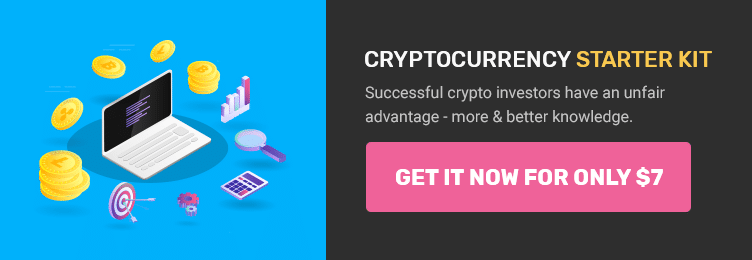 CRYPTOCURRENCY STARTER KIT
Successful crypto investors have an unfair
advantage - more & better knowledge.
GET IT NOW FOR ONLY $7